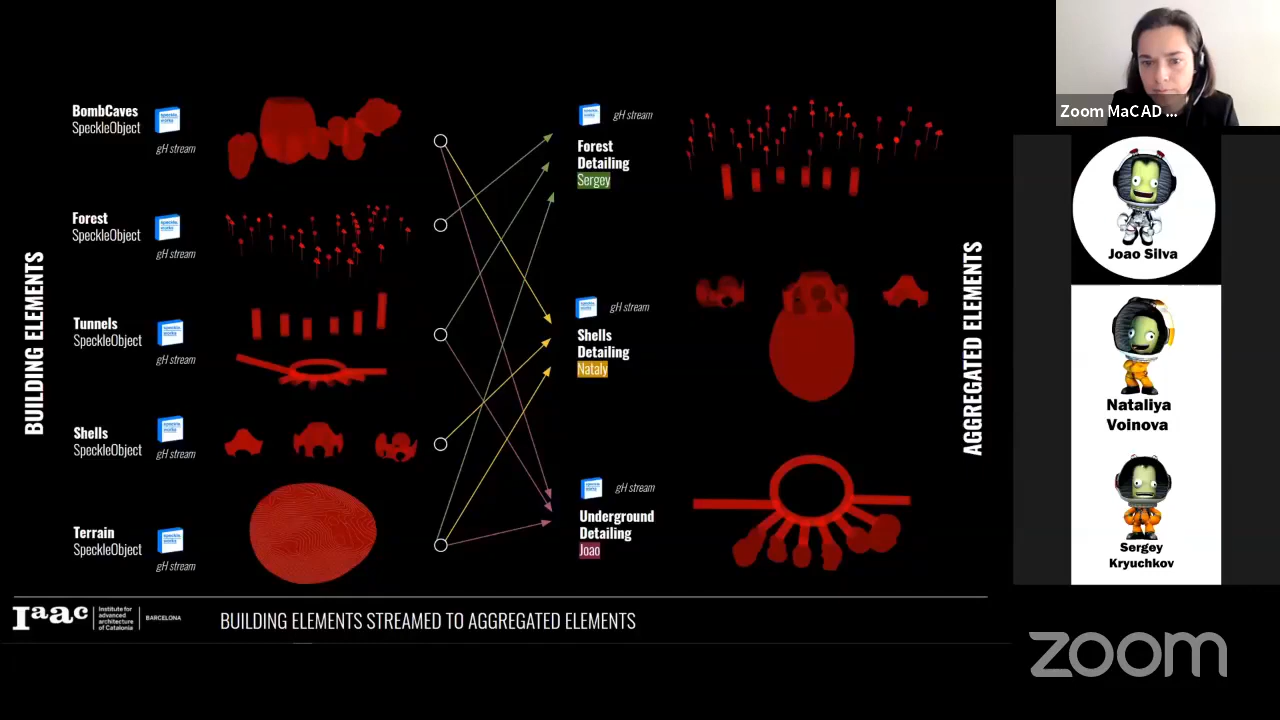 BUILDING ELEMENTS
BombCaves
SpeckleObject
gH stream
Forest
SpeckleObject
gH stream
Tunnels
SpeckleObject
gH stream
Shells
SpeckleObject
gH stream
Terrain
SpeckleObject
gH stream
gH stream
Forest
Detailing
Sergey
gH stream
Shells
Detailing
Nataly
gH stream
Underground
Detailing
Joao
AGGREGATED ELEMENTS
Iaac
Institute for
advanced
architecture
of Catalonia
BARCELONA
BUILDING ELEMENTS STREAMED TO AGGREGATED ELEMENTS
Zoom MaCAD ...
Joao Silva
Nataliya
Voinova
Sergey
Kryuchkov
zoom